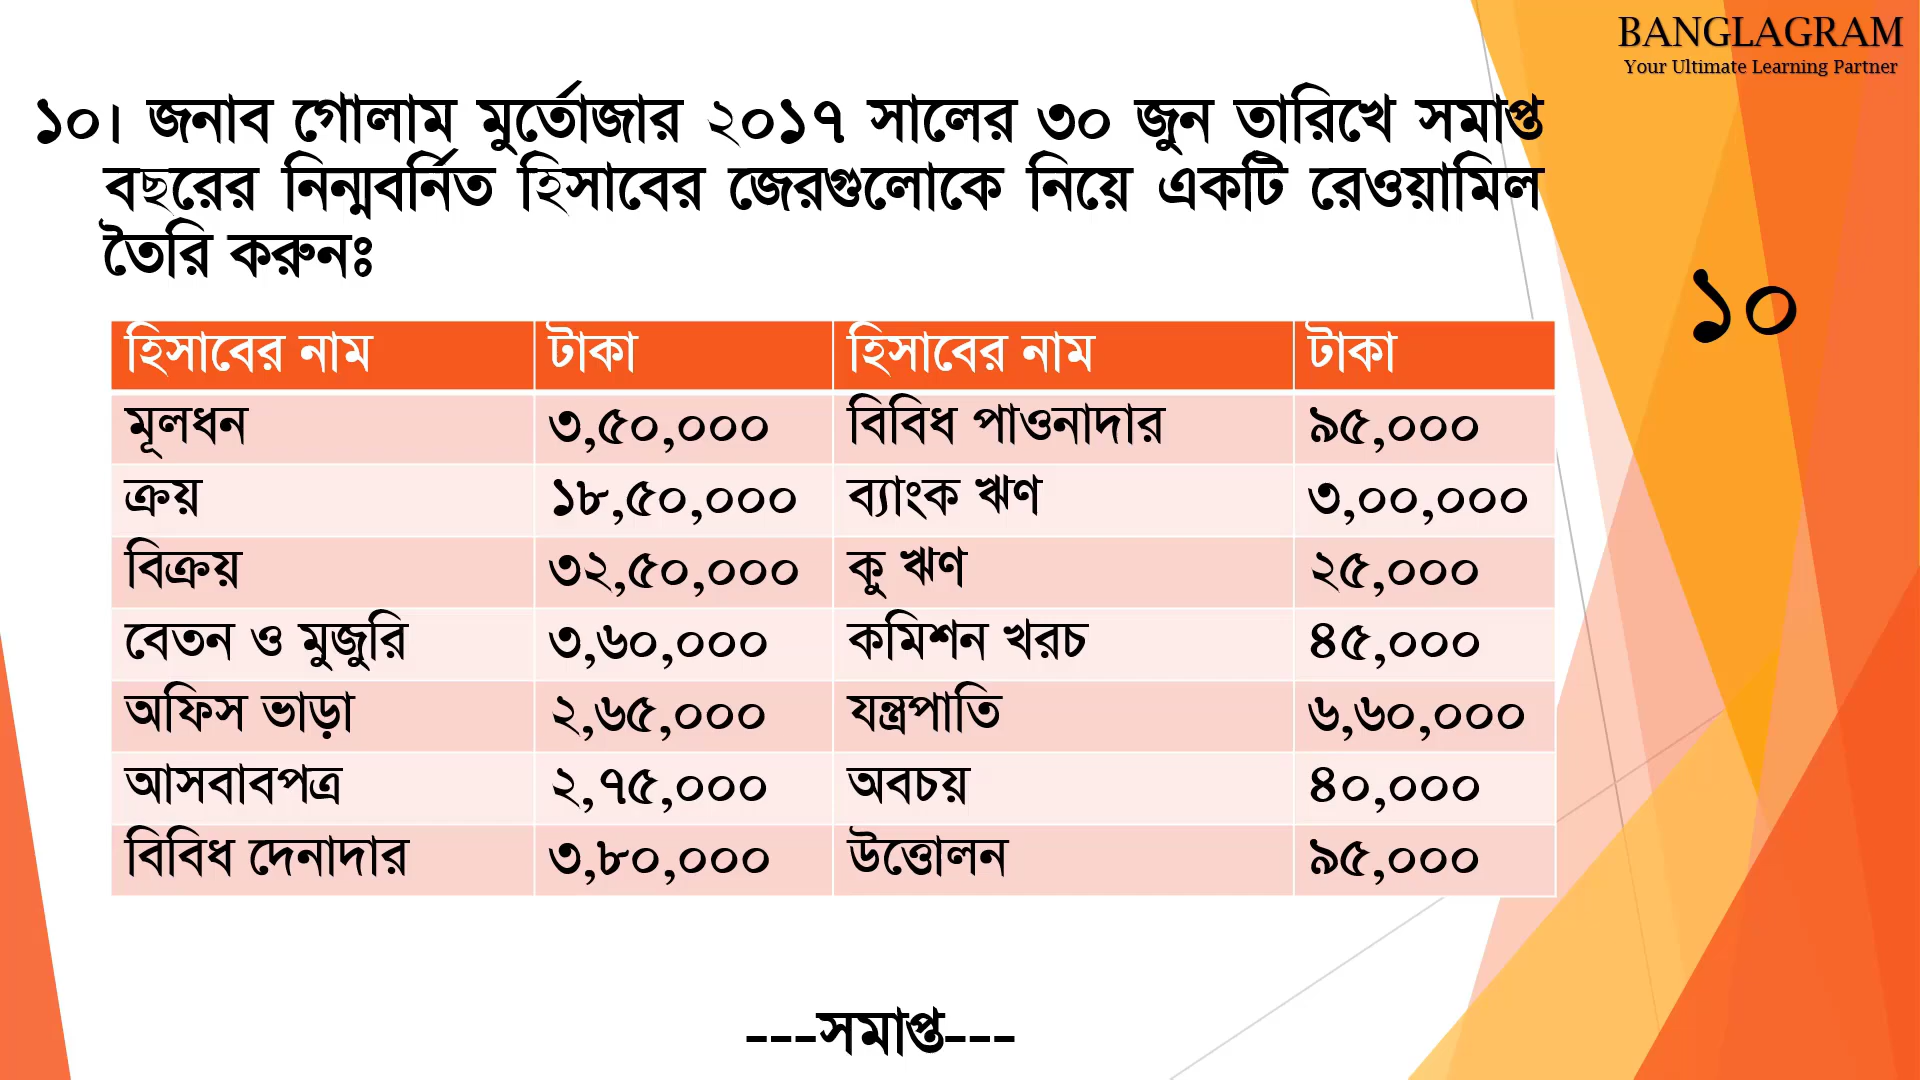 BANGLAGRAM
Your Ultimate Learning Partner
১০। জনাব গোলাম মুর্তোজার ২০১৭ সালের ৩০ জুন তারিখে সমাপ্ত
বছরের নিন্মবর্নিত হিসাবের জেরগুলোকে নিয়ে একটি রেওয়ামিল
তৈরি করুনঃ
১০
হিসাবের নাম টাকা হিসাবের নাম টাকা
মূলধন ৩,৫০,০০০ বিবিধ পাওনাদার ৯৫,০০০
ক্রয় ১৮,৫০,০০০ ব্যাংক ঋণ ৩,০০,০০০
বিক্রয় ৩২,৫০,০০০ কু ঋণ ২৫,০০০
বেতন ও মুজুরি ৩,৬০,০০০ কমিশন খরচ ৪৫,০০০
অফিস ভাড়া ২,৬৫,০০০ যন্ত্রপাতি ৬,৬০,০০০
আসবাবপত্র ২,৭৫,০০০ অবচয় ৪০,০০০
বিবিধ দেনাদার ৩,৮০,০০০ উত্তোলন ৯৫,০০০
---সমাপ্ত---